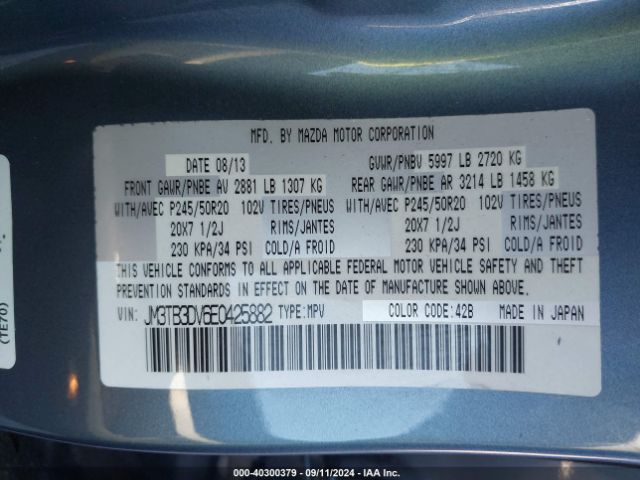 MFD. BY MAZDA MOTOR CORPORATION
DATE 08/13 GVWR/PNBV 5997 LB 2720 KG
FRONT GAWR/PNBE AV 2881 LB 1307 KG REAR GAWR/PNBE AR 3214 LB 1458 KG
WITH/AVEC P245/50R20 102V TIRES/PNEUS WITH/AVEC P245/50R20 102V TIRES/PNEUS
20X7 1/2J RIMS/JANTES 20X7 1/2J RIMS/JANTES
230 KPA/34 PSI COLD/A FROID 230 KPA/34 PSI COLD/A FROID
THIS VEHICLE CONFORMS TO ALL APPLICABLE FEDERAL MOTOR VEHICLE SAFETY AND THEFT
PREVENTION STANDARDS IN EFFECT ON THE DATE OF MANUFACTURE SHOWN ABOVE.
VIN: JM3TB3DV6E0425882 TYPE:MPV COLOR CODE:42B MADE IN JAPAN
(TE70)
000-40300379 - 09/11/2024 - IAA Inc.